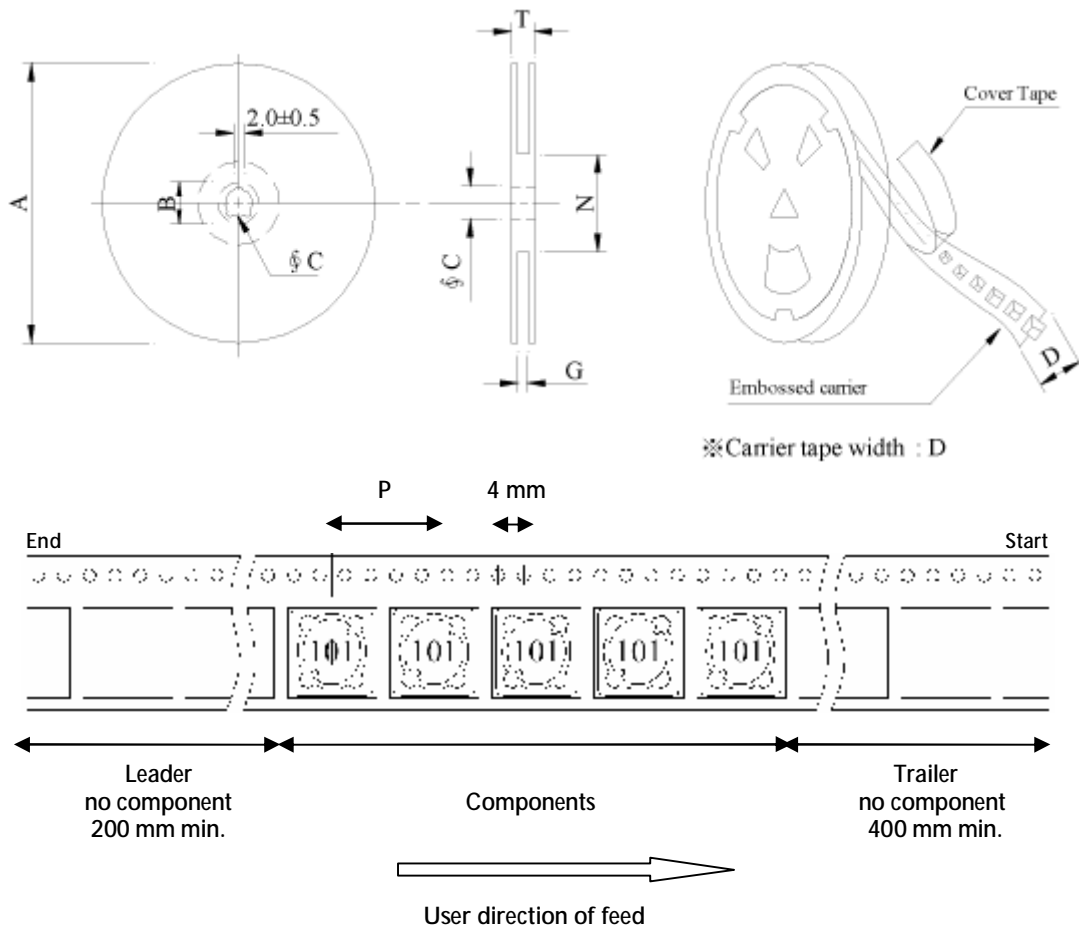 T
Cover Tape
2.0±0.5
A
B
N
∮ C
∮ C
G
D
Embossed carrier
※Carrier tape width : D
P
4 mm
End
Start
101
101
101
101
101
Leader
no component
200 mm min.
Components
Trailer
no component
400 mm min.
User direction of feed